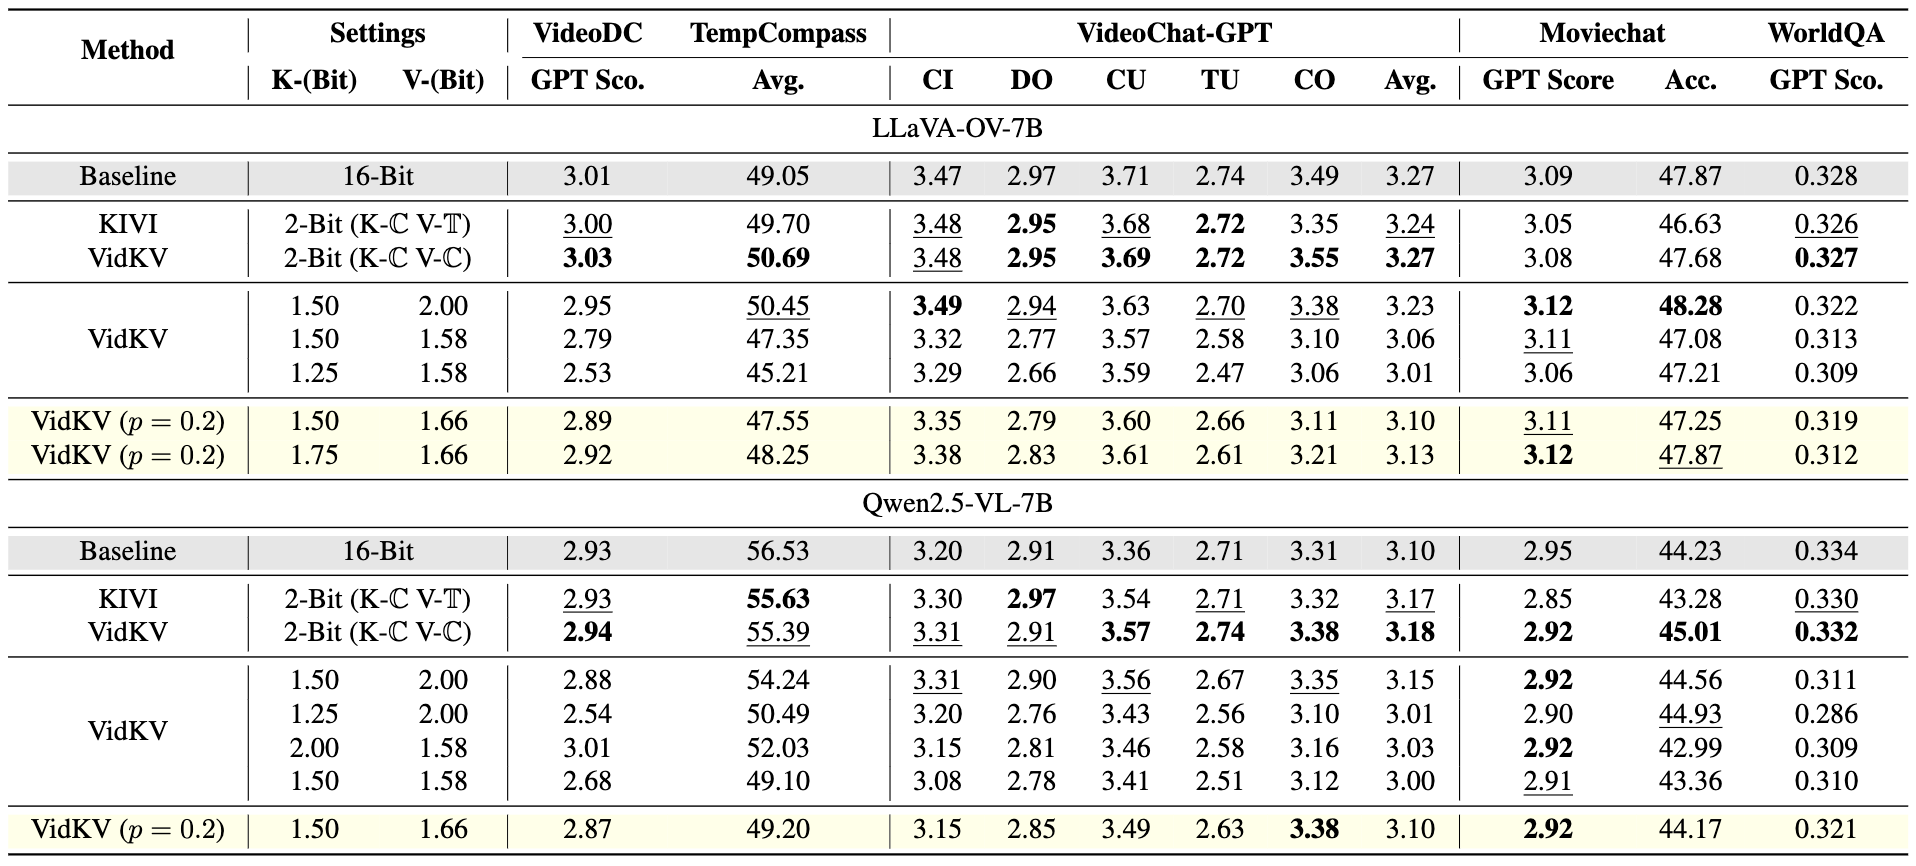 Method Settings VideoDC TempCompass VideoChat-GPT Moviechat WorldQA
K-(Bit) V-(Bit) GPT Sco. Avg. CI DO CU TU CO Avg. GPT Score Acc. GPT Sco.
LLaVA-OV-7B
Baseline 16-Bit 3.01 49.05 3.47 2.97 3.71 2.74 3.49 3.27 3.09 47.87 0.328
KIVI 2-Bit (K-ℂ V-𝕋) 3.00 49.70 3.48 2.95 3.68 2.72 3.35 3.24 3.05 46.63 0.326
VidKV 2-Bit (K-ℂ V-ℂ) 3.03 50.69 3.48 2.95 3.69 2.72 3.55 3.27 3.08 47.68 0.327
1.50 2.00 2.95 50.45 3.49 2.94 3.63 2.70 3.38 3.23 3.12 48.28 0.322
VidKV 1.50 1.58 2.79 47.35 3.32 2.77 3.57 2.58 3.10 3.06 3.11 47.08 0.313
1.25 1.58 2.53 45.21 3.29 2.66 3.59 2.47 3.06 3.01 3.06 47.21 0.309
VidKV (p = 0.2) 1.50 1.66 2.89 47.55 3.35 2.79 3.60 2.66 3.11 3.10 3.11 47.25 0.319
VidKV (p = 0.2) 1.75 1.66 2.92 48.25 3.38 2.83 3.61 2.61 3.21 3.13 3.12 47.87 0.312
Qwen2.5-VL-7B
Baseline 16-Bit 2.93 56.53 3.20 2.91 3.36 2.71 3.31 3.10 2.95 44.23 0.334
KIVI 2-Bit (K-ℂ V-𝕋) 2.93 55.63 3.30 2.97 3.54 2.71 3.32 3.17 2.85 43.28 0.330
VidKV 2-Bit (K-ℂ V-ℂ) 2.94 55.39 3.31 2.91 3.57 2.74 3.38 3.18 2.92 45.01 0.332
1.50 2.00 2.88 54.24 3.31 2.90 3.56 2.67 3.35 3.15 2.92 44.56 0.311
1.25 2.00 2.54 50.49 3.20 2.76 3.43 2.56 3.10 3.01 2.90 44.93 0.286
VidKV
2.00 1.58 3.01 52.03 3.15 2.81 3.46 2.58 3.16 3.03 2.92 42.99 0.309
1.50 1.58 2.68 49.10 3.08 2.78 3.41 2.51 3.12 3.00 2.91 43.36 0.310
VidKV (p = 0.2) 1.50 1.66 2.87 49.20 3.15 2.85 3.49 2.63 3.38 3.10 2.92 44.17 0.321